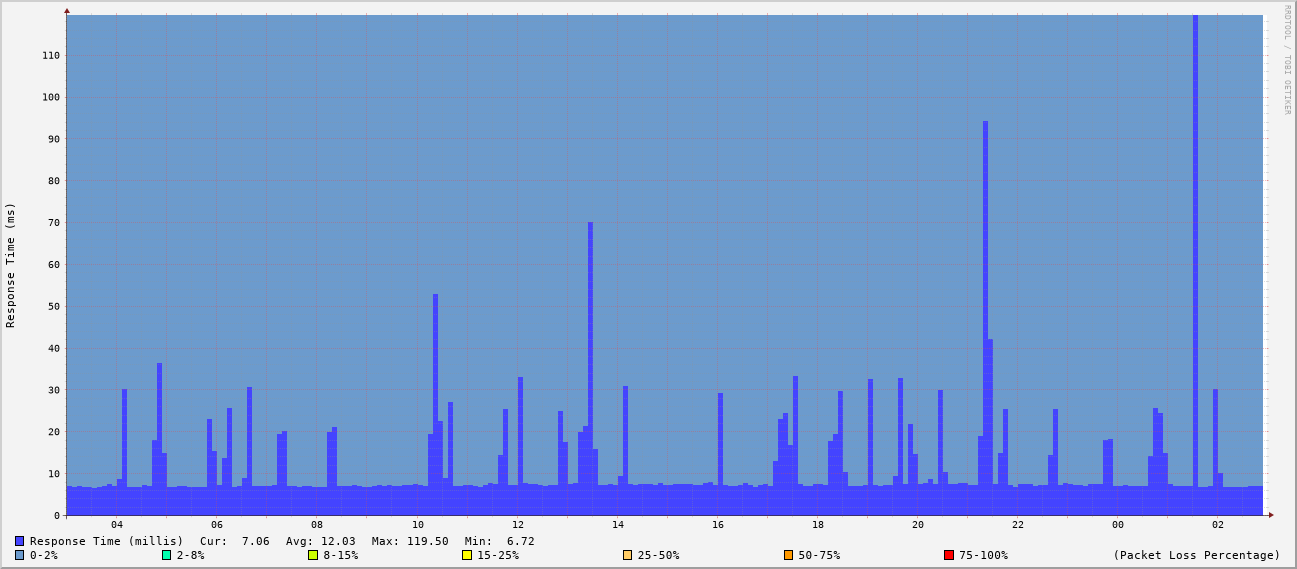 RRDTOOL / TOBI OETIKER
Response Time (ms)
110
100
90
80
70
60
50
40
30
20
10
0
04 06 08 10 12 14 16 18 20 22 00 02
Response Time (millis) Cur: 7.06 Avg: 12.03 Max: 119.50 Min: 6.72
0-2% 2-8% 8-15% 15-25% 25-50% 50-75% 75-100% (Packet Loss Percentage)